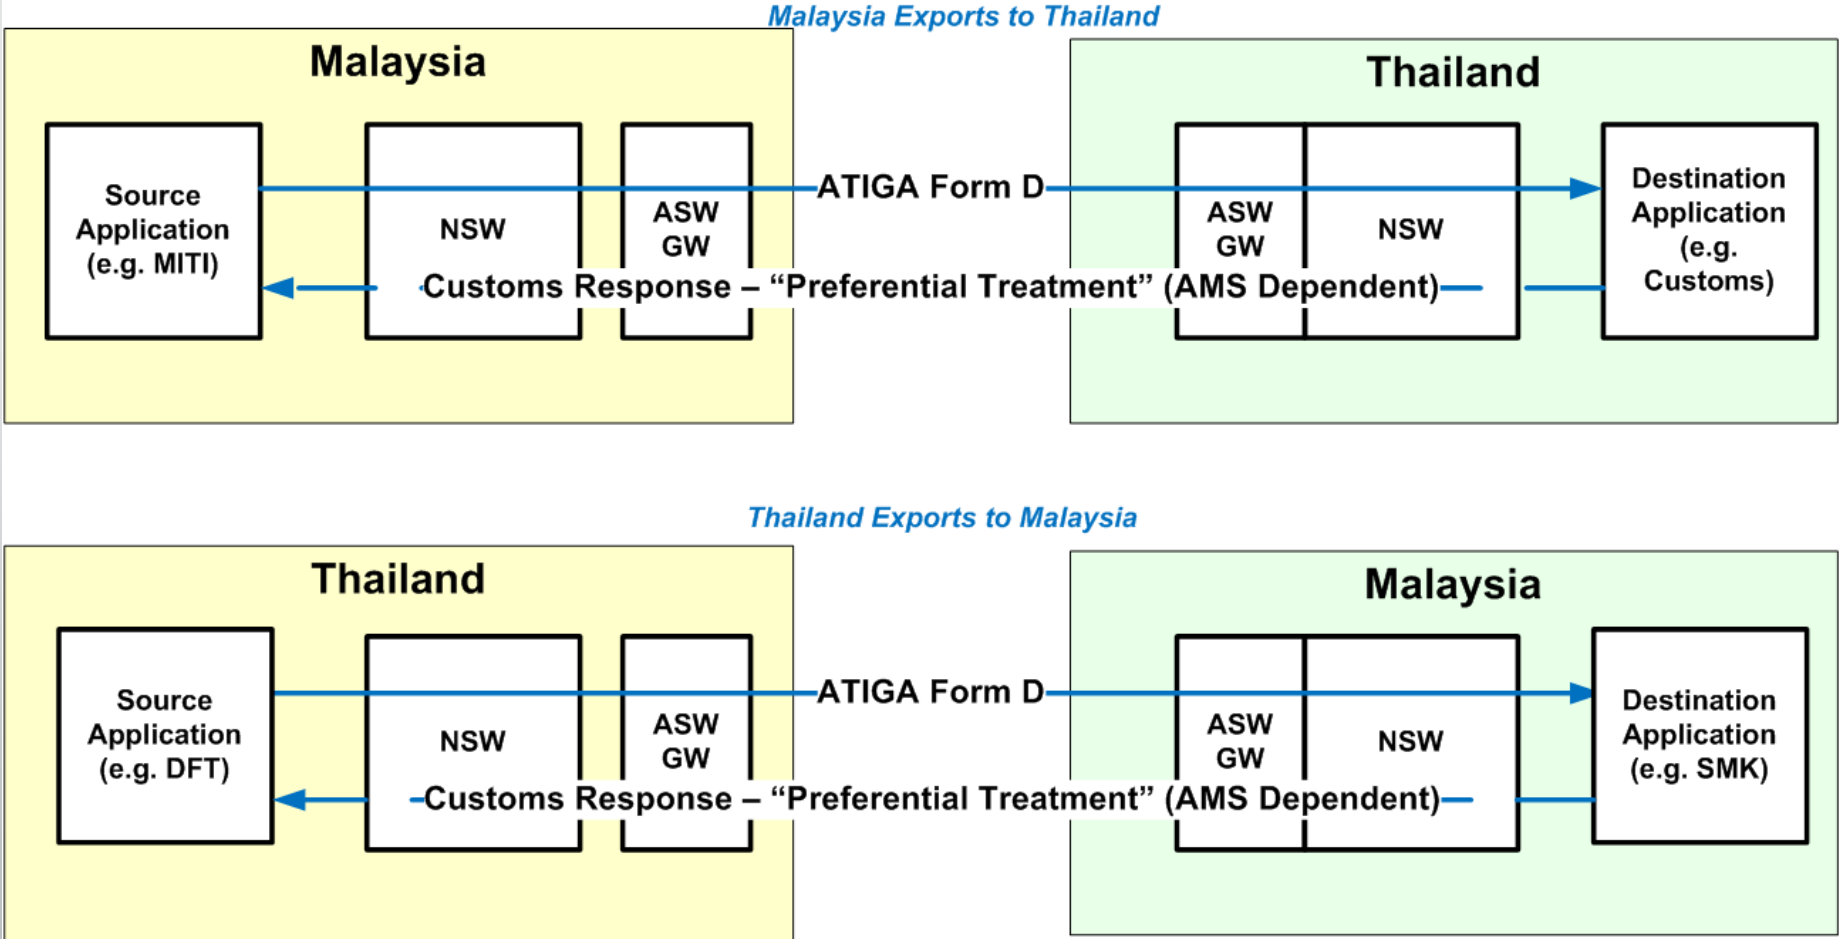 Malaysia Exports to Thailand
Malaysia
Thailand
Source
Application
(e.g. MITI)
NSW
ASW
GW
ATIGA Form D
ASW
GW
NSW
Destination
Application
(e.g.
Customs)
Customs Response – “Preferential Treatment” (AMS Dependent)
Thailand Exports to Malaysia
Thailand
Malaysia
Source
Application
(e.g. DFT)
NSW
ASW
GW
ATIGA Form D
ASW
GW
NSW
Destination
Application
(e.g. SMK)
Customs Response – “Preferential Treatment” (AMS Dependent)